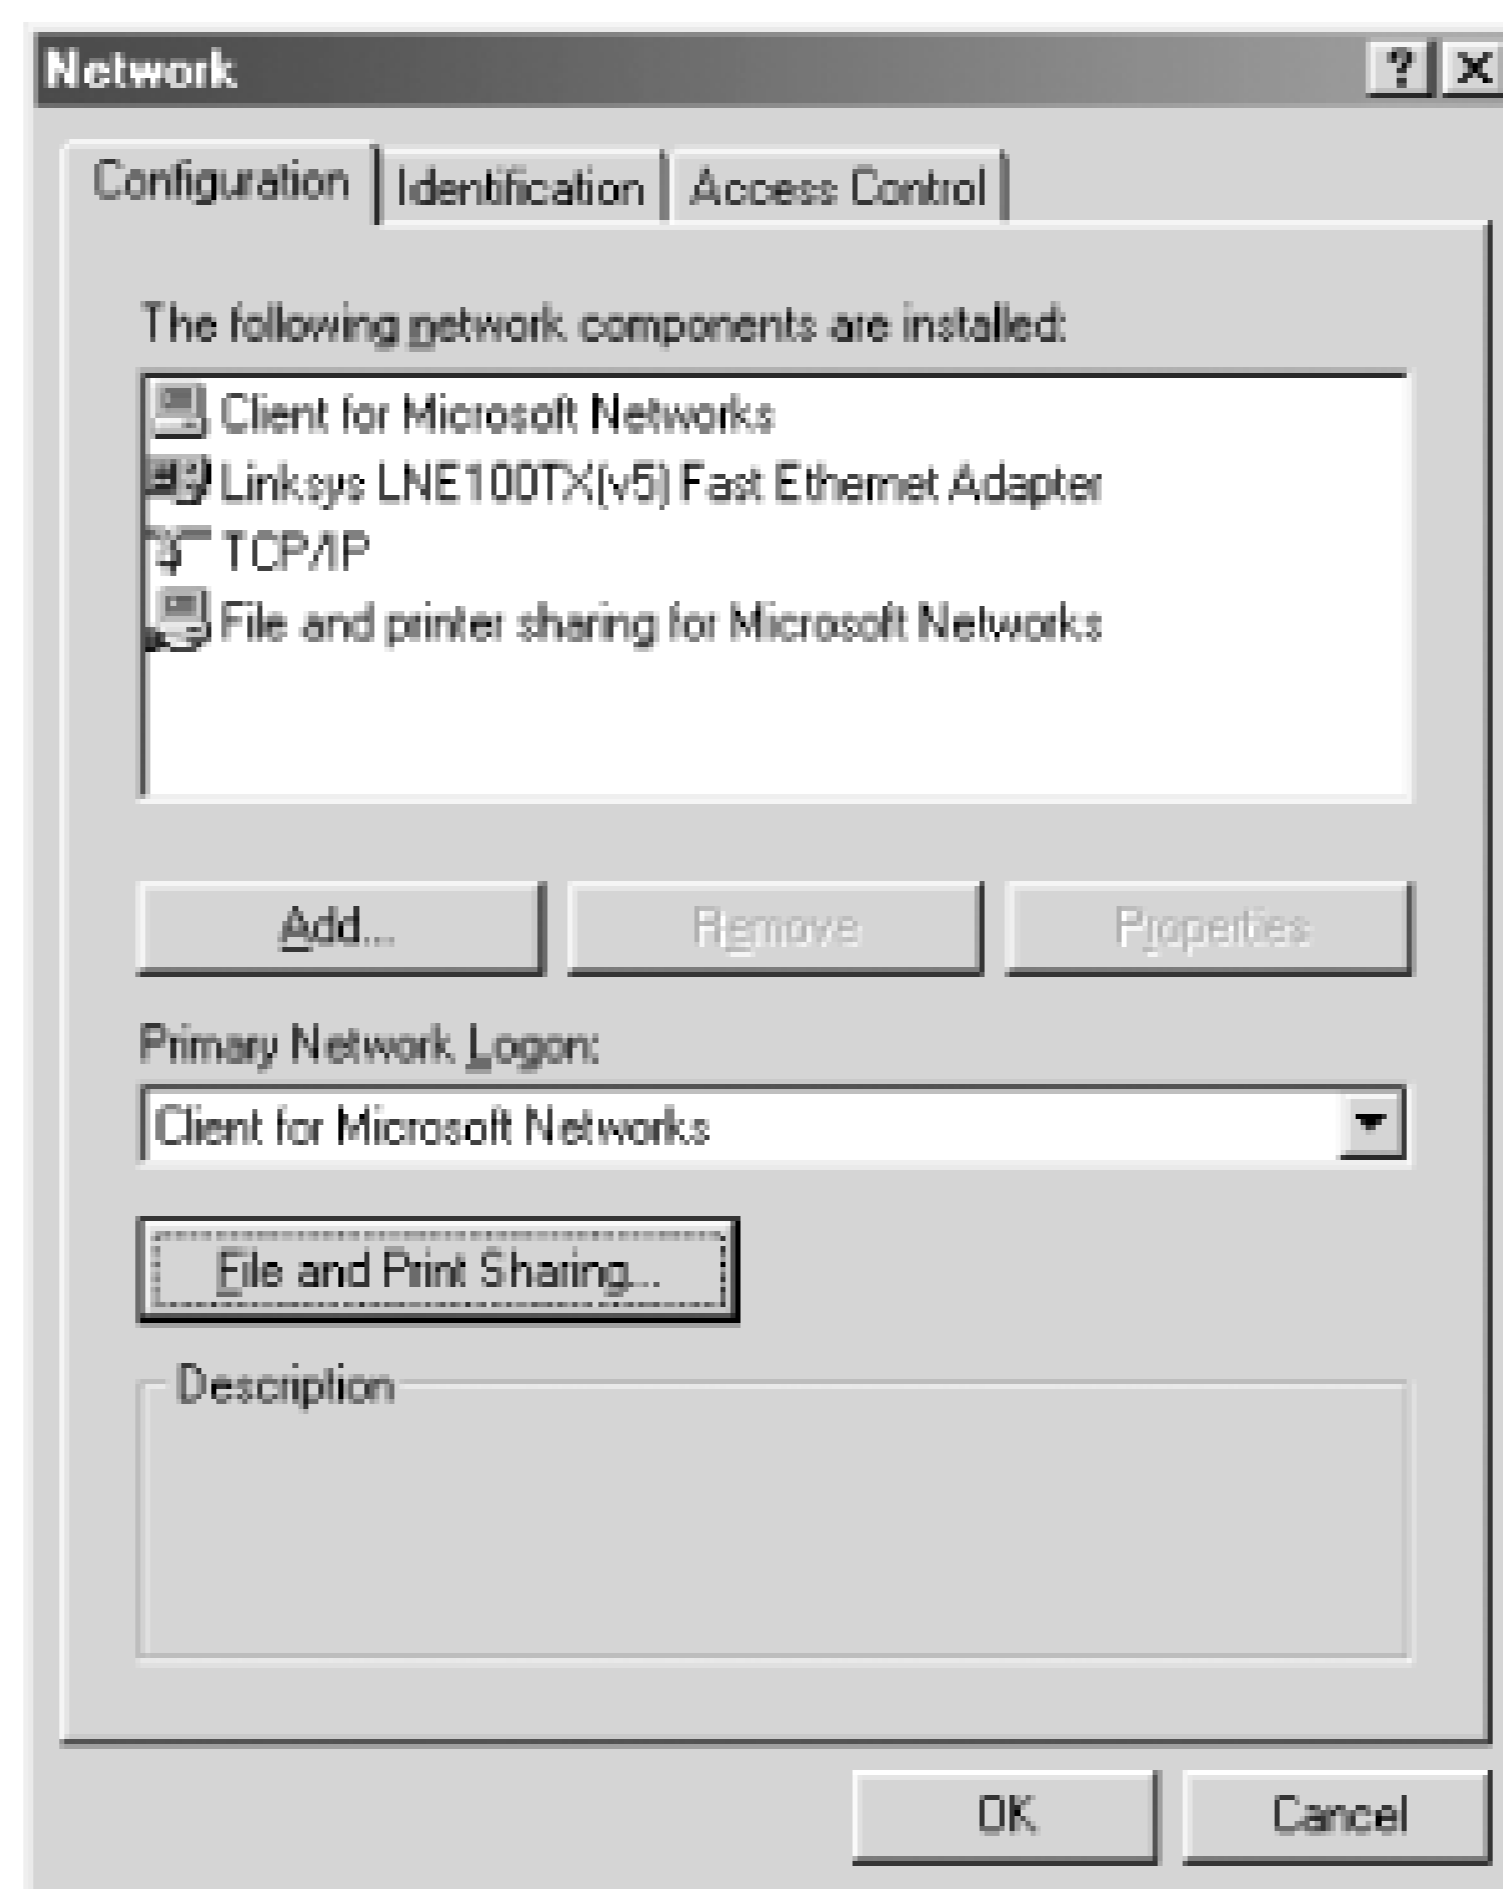 Network
Configuration Identification Access Control
The following network components are installed:
Client for Microsoft Networks
Linksys LNE100TX(v5) Fast Ethernet Adapter
TCP/IP
File and printer sharing for Microsoft Networks
Add... Remove Properties
Primary Network Logon:
Client for Microsoft Networks
File and Print Sharing...
Description
OK Cancel